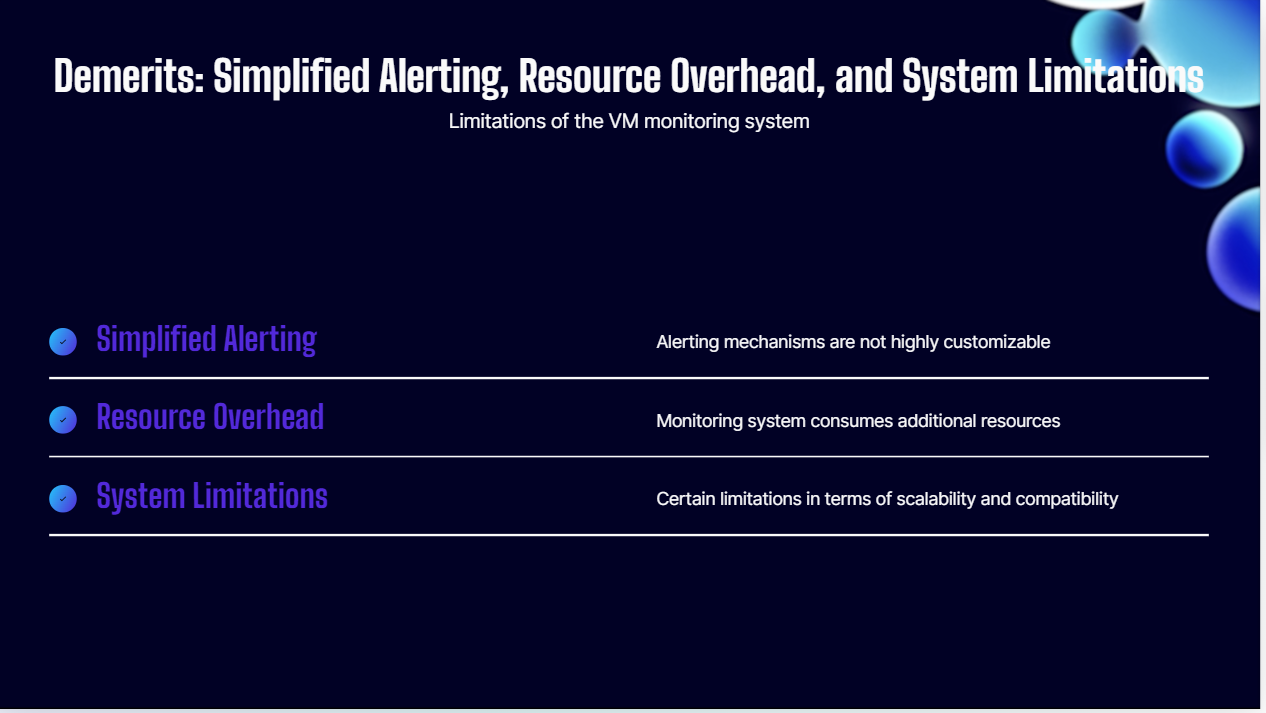 Demerits: Simplified Alerting, Resource Overhead, and System Limitations
Limitations of the VM monitoring system
Simplified Alerting
Alerting mechanisms are not highly customizable
Resource Overhead
Monitoring system consumes additional resources
System Limitations
Certain limitations in terms of scalability and compatibility